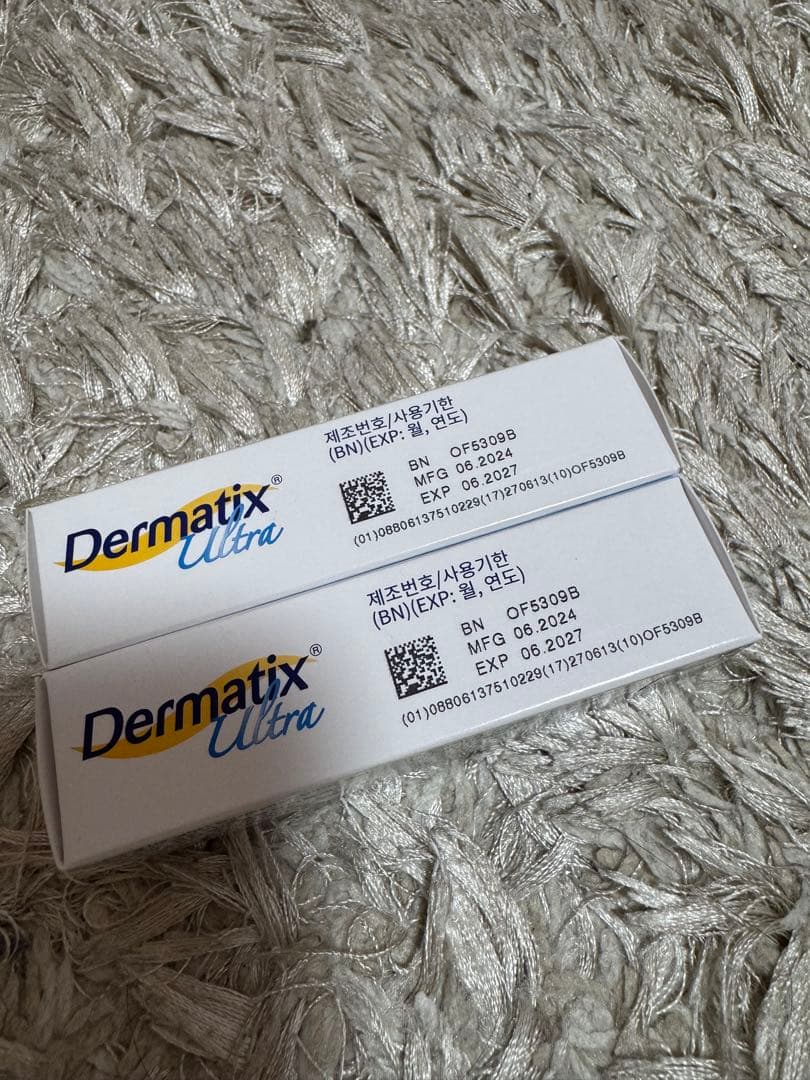 Dermatix®
Ultra
제조번호/사용기한
(BN)(EXP: 월, 연도)
BN OF5309B
MFG 06.2024
EXP 06.2027
(01)08806137510229(17)270613(10)OF5309B
Dermatix®
Ultra
제조번호/사용기한
(BN)(EXP: 월, 연도)
BN OF5309B
MFG 06.2024
EXP 06.2027
(01)08806137510229(17)270613(10)OF5309B